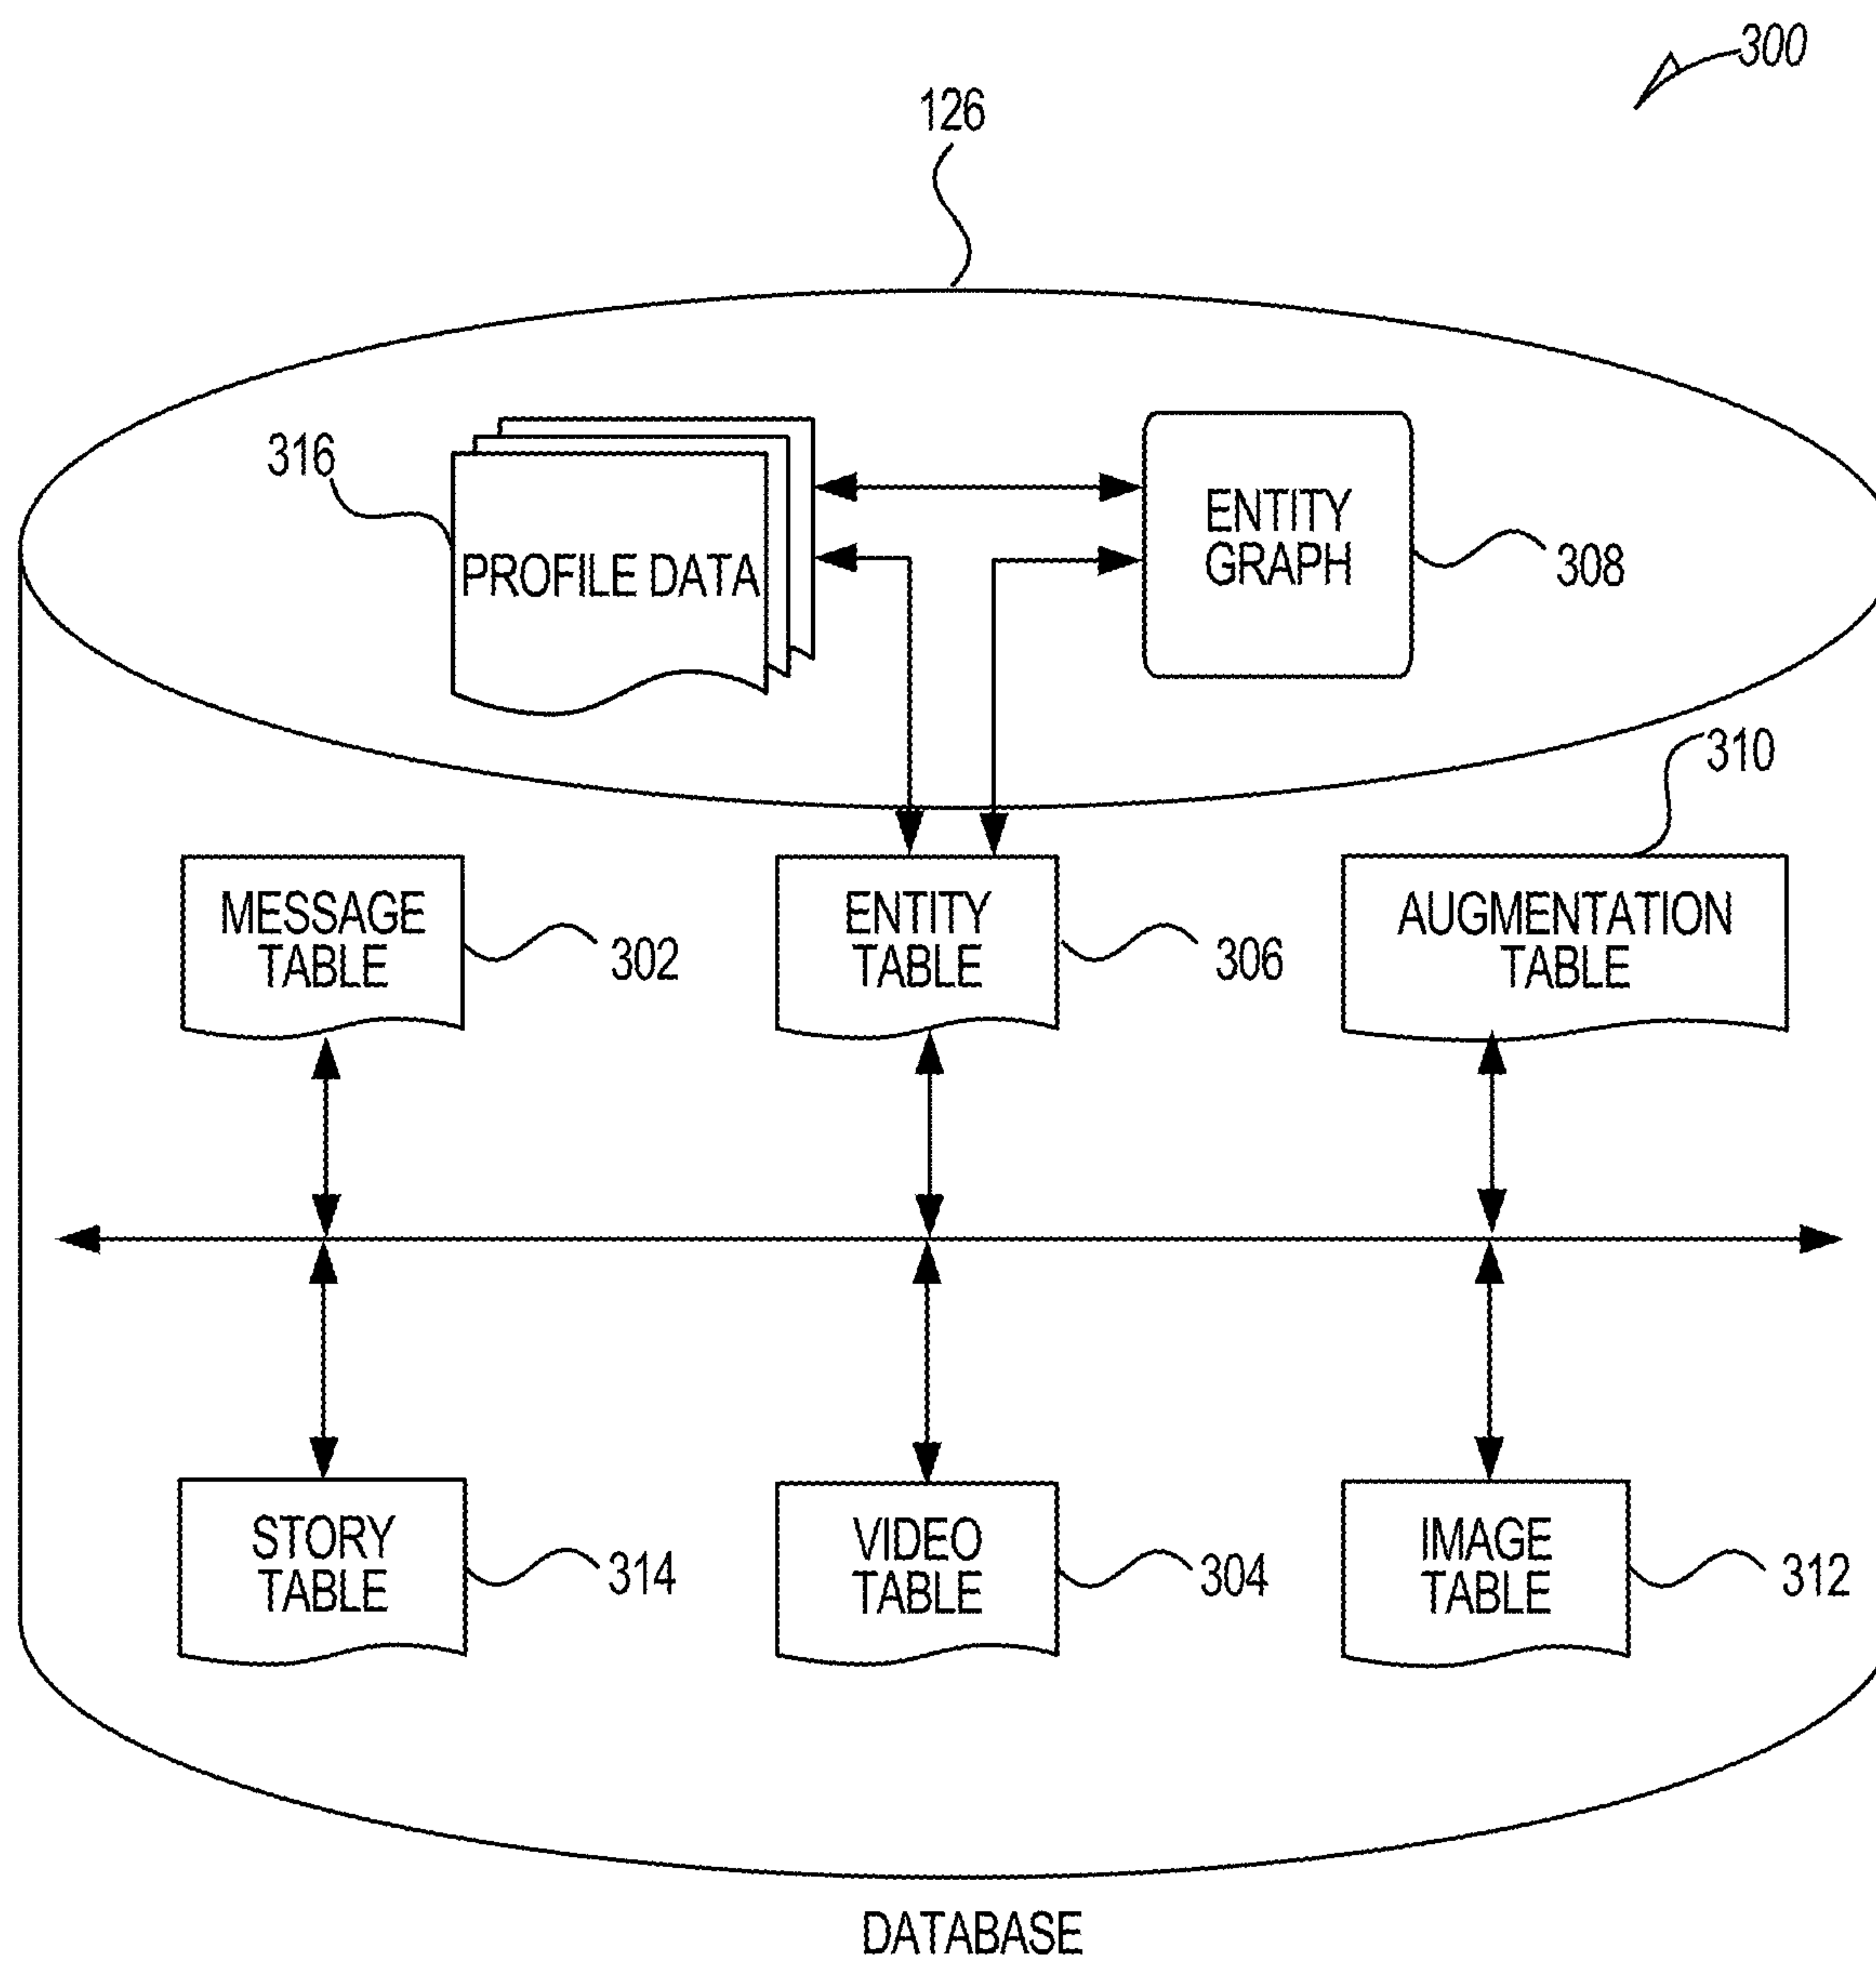 300
126
316
PROFILE DATA
ENTITY
GRAPH
308
310
MESSAGE
TABLE
302
ENTITY
TABLE
306
AUGMENTATION
TABLE
STORY
TABLE
314
VIDEO
TABLE
304
IMAGE
TABLE
312
DATABASE